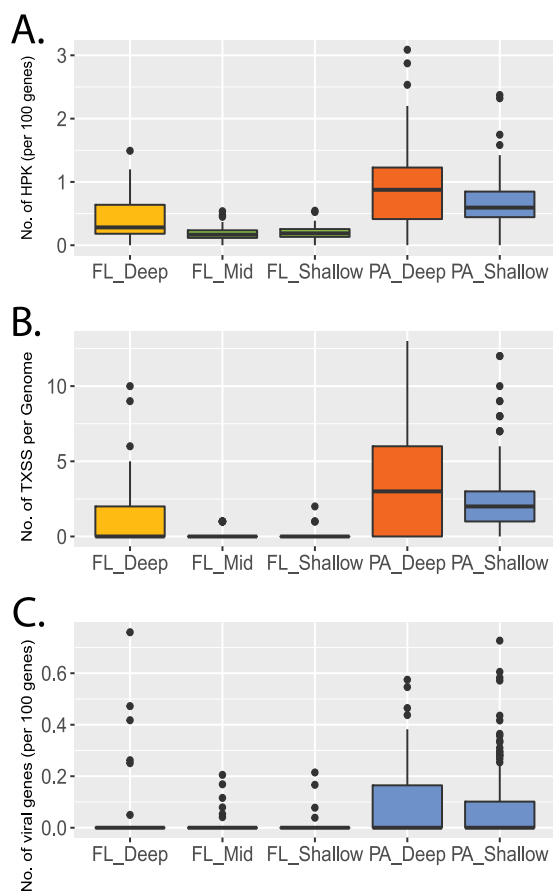 A.
No. of HPK (per 100 genes)
3
2
1
0
FL_Deep FL_Mid FL_Shallow PA_Deep PA_Shallow
B.
No. of TXSS per Genome
10
5
0
FL_Deep FL_Mid FL_Shallow PA_Deep PA_Shallow
C.
No. of viral genes (per 100 genes)
0.6
0.4
0.2
0.0
FL_Deep FL_Mid FL_Shallow PA_Deep PA_Shallow